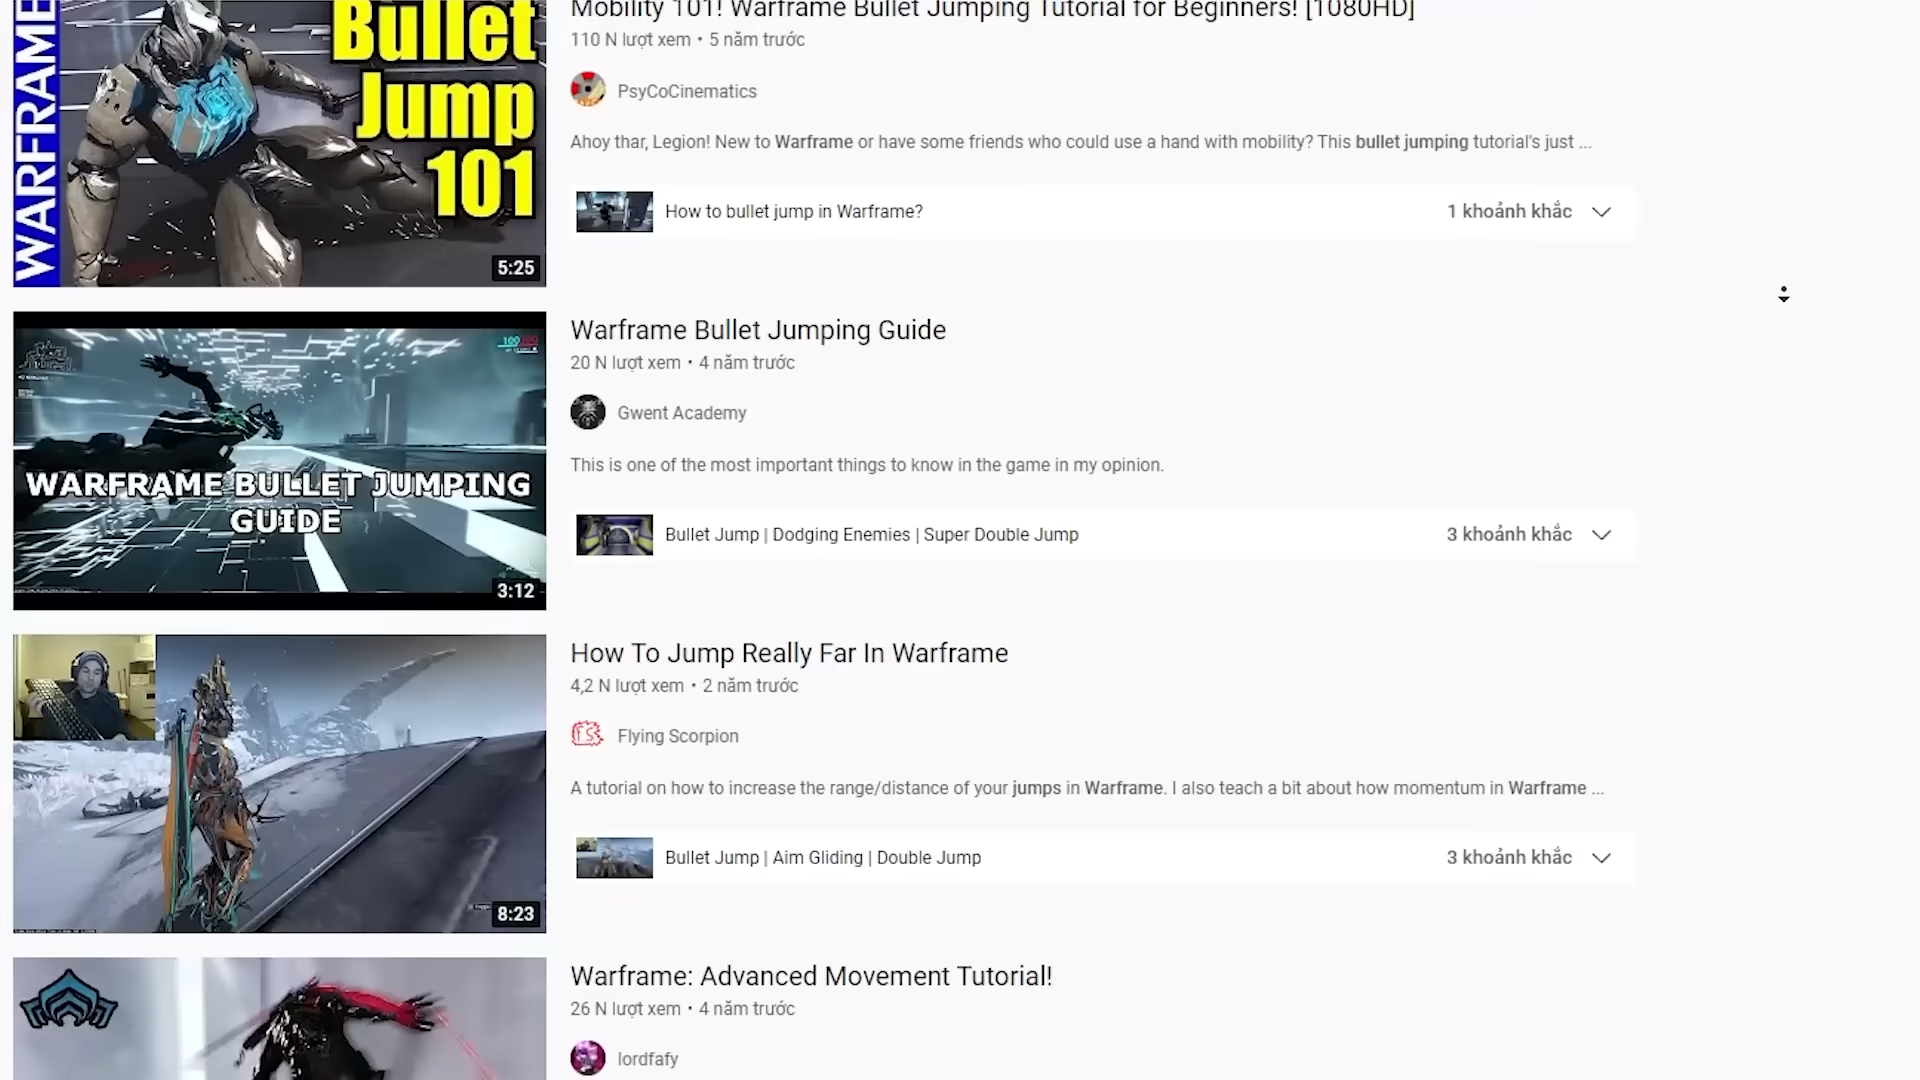 WARFRAME
Bullet
Jump
101
5:25
Mobility 101! Warframe Bullet Jumping Tutorial for Beginners! [1080HD]
110 N lượt xem • 5 năm trước
PsyCoCinematics
Ahoy thar, Legion! New to Warframe or have some friends who could use a hand with mobility? This bullet jumping tutorial's just ...
How to bullet jump in Warframe?
1 khoảnh khắc
WARFRAME BULLET JUMPING
GUIDE
3:12
Warframe Bullet Jumping Guide
20 N lượt xem • 4 năm trước
Gwent Academy
This is one of the most important things to know in the game in my opinion.
Bullet Jump | Dodging Enemies | Super Double Jump
3 khoảnh khắc
8:23
How To Jump Really Far In Warframe
4,2 N lượt xem • 2 năm trước
Flying Scorpion
A tutorial on how to increase the range/distance of your jumps in Warframe. I also teach a bit about how momentum in Warframe ...
Bullet Jump | Aim Gliding | Double Jump
3 khoảnh khắc
Warframe: Advanced Movement Tutorial!
26 N lượt xem • 4 năm trước
lordfafy